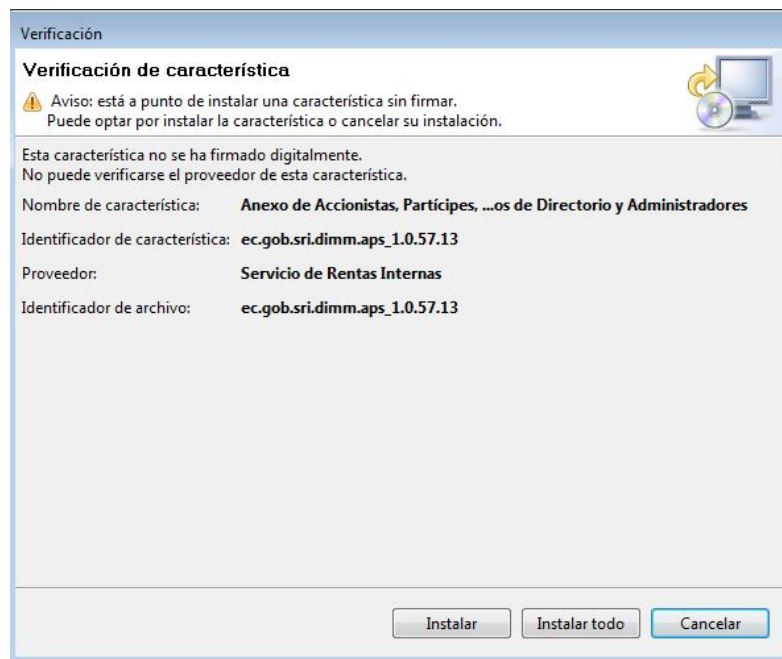 Verificación
Verificación de característica
Aviso: está a punto de instalar una característica sin firmar.
Puede optar por instalar la característica o cancelar su instalación.
Esta característica no se ha firmado digitalmente.
No puede verificarse el proveedor de esta característica.
Nombre de característica: Anexo de Accionistas, Partícipes, ...os de Directorio y Administradores
Identificador de característica: ec.gob.sri.dimm.aps_1.0.57.13
Proveedor: Servicio de Rentas Internas
Identificador de archivo: ec.gob.sri.dimm.aps_1.0.57.13
Instalar Instalar todo Cancelar